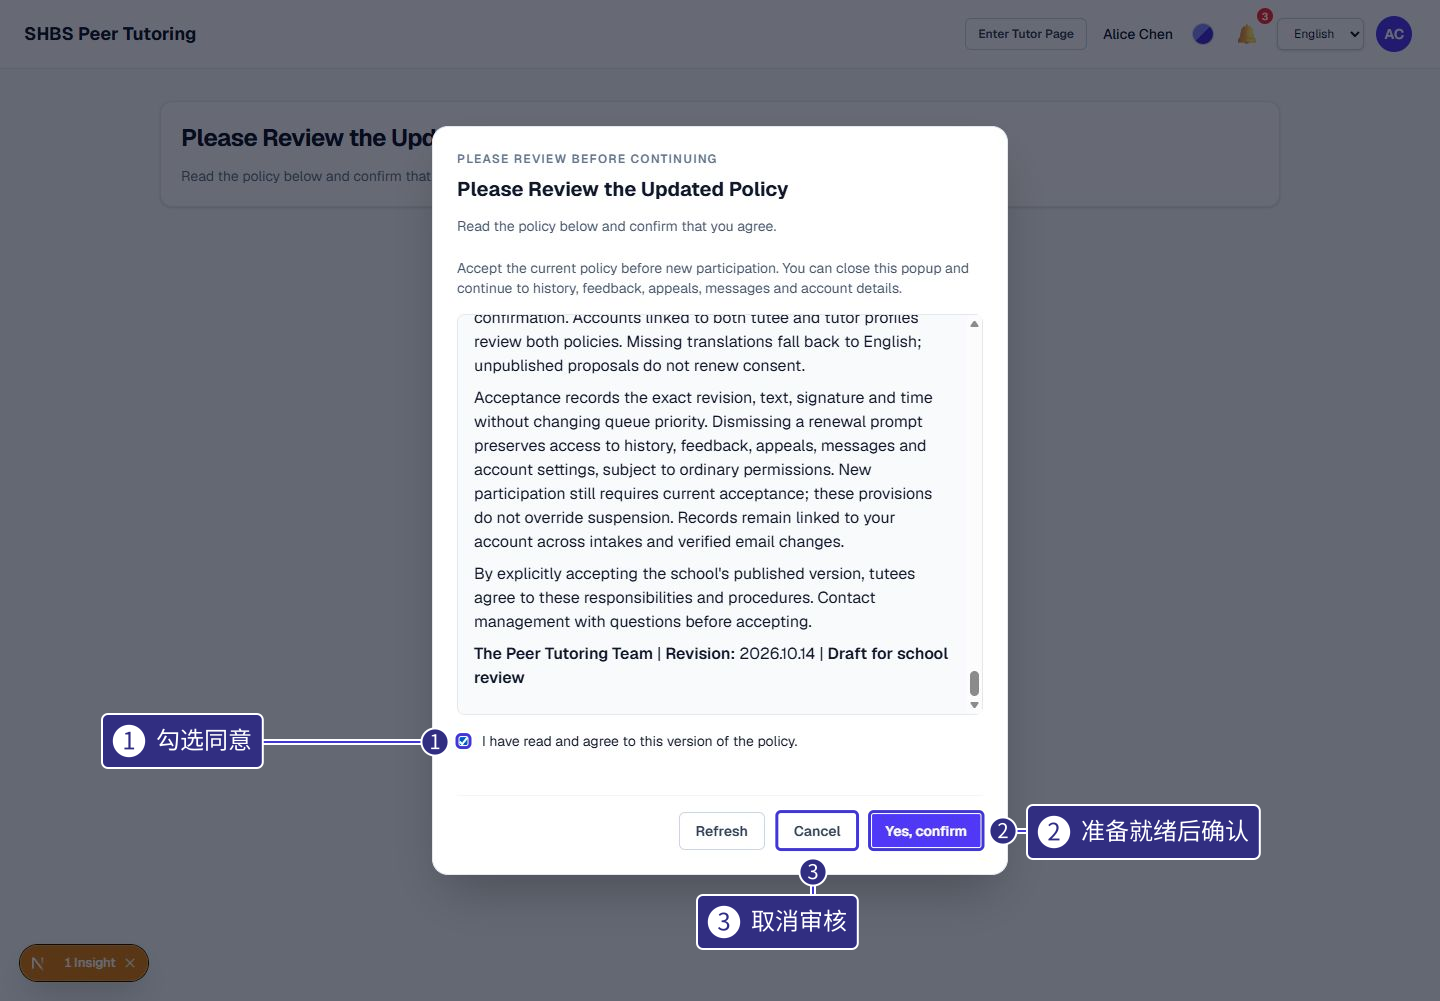 SHBS Peer Tutoring
Enter Tutor Page
Alice Chen
3
English
AC
Please Review the Upd
Read the policy below and confirm that
PLEASE REVIEW BEFORE CONTINUING
Please Review the Updated Policy
Read the policy below and confirm that you agree.
Accept the current policy before new participation. You can close this popup and
continue to history, feedback, appeals, messages and account details.
confirmation. Accounts linked to both tutee and tutor profiles
review both policies. Missing translations fall back to English;
unpublished proposals do not renew consent.
Acceptance records the exact revision, text, signature and time
without changing queue priority. Dismissing a renewal prompt
preserves access to history, feedback, appeals, messages and
account settings, subject to ordinary permissions. New
participation still requires current acceptance; these provisions
do not override suspension. Records remain linked to your
account across intakes and verified email changes.
By explicitly accepting the school's published version, tutees
agree to these responsibilities and procedures. Contact
management with questions before accepting.
The Peer Tutoring Team | Revision: 2026.10.14 | Draft for school
review
1 勾选同意
1
I have read and agree to this version of the policy.
Refresh
Cancel
Yes, confirm
2
2 准备就绪后确认
3
3 取消审核
N
1 Insight